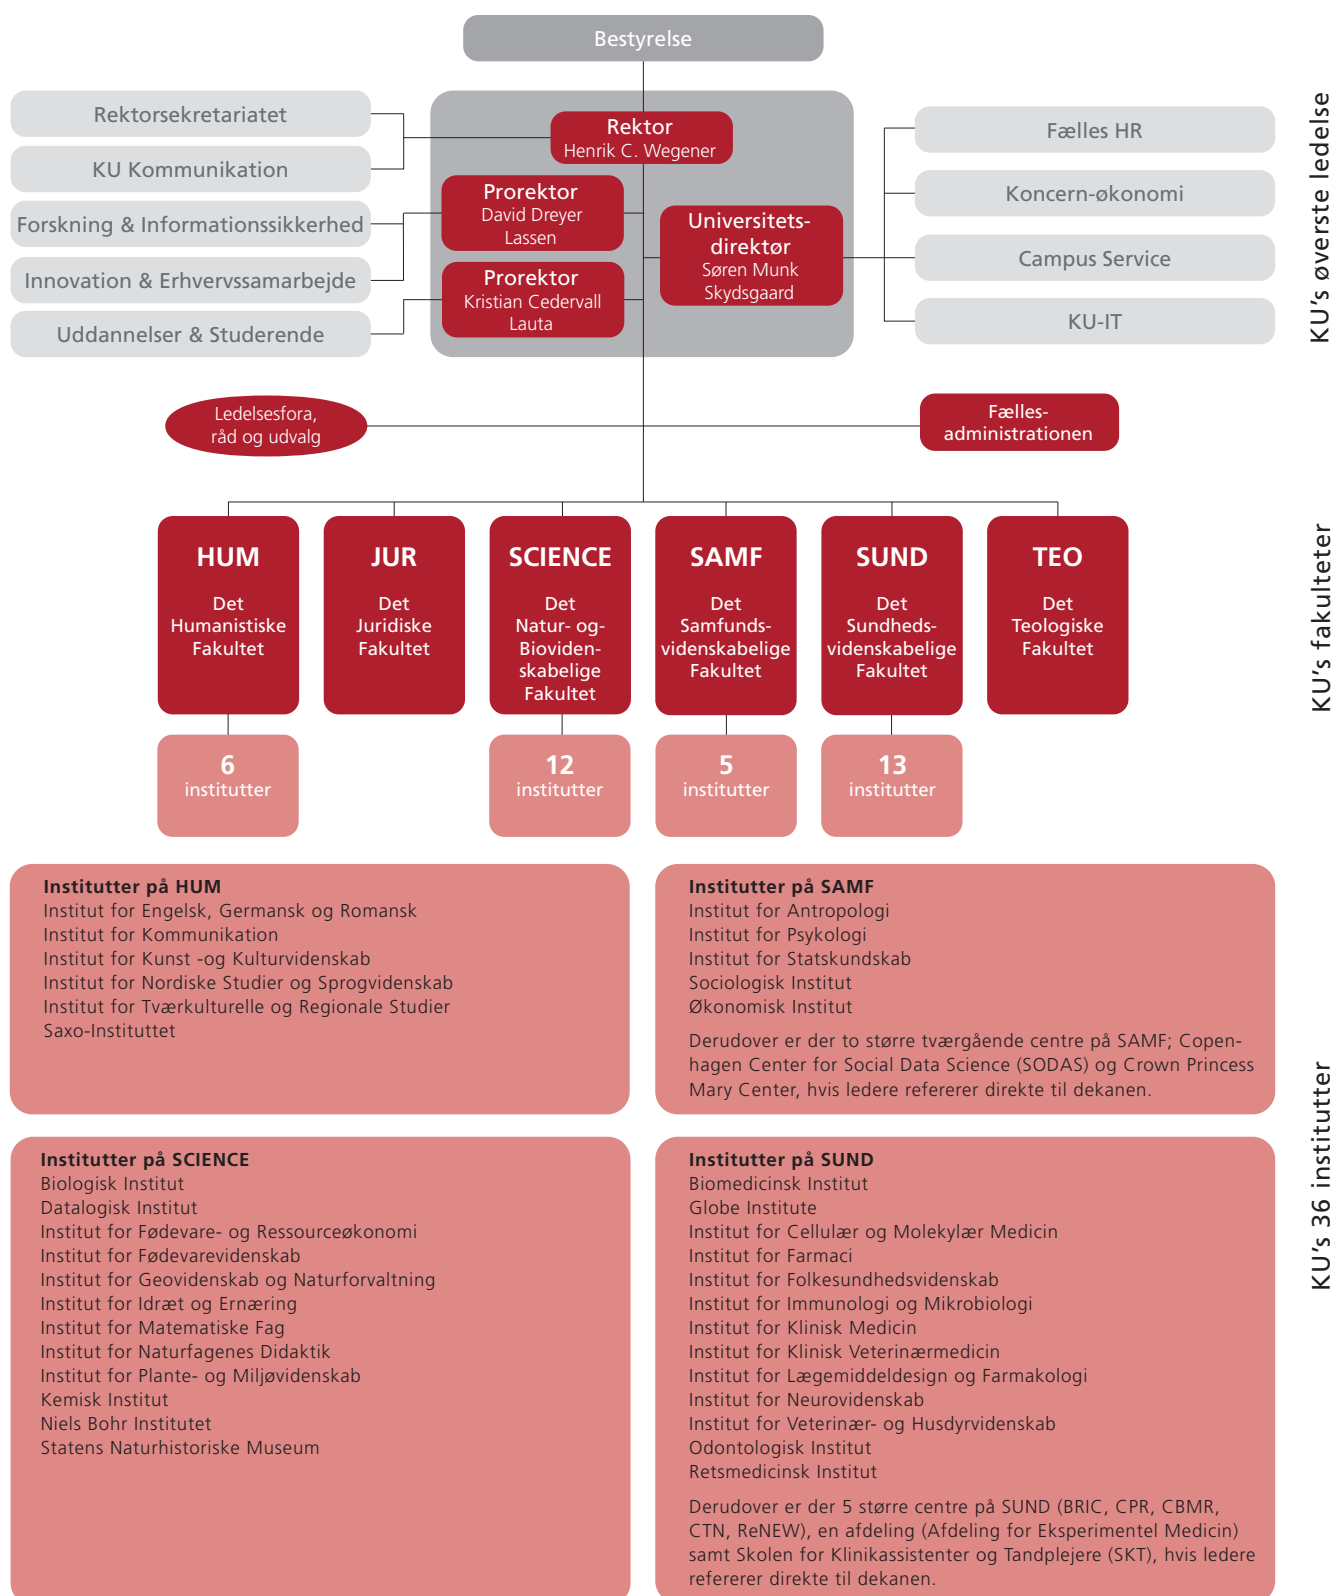 Bestyrelse
Rektorsekretariatet
KU Kommunikation
Forskning & Informationssikkerhed
Innovation & Erhvervssamarbejde
Uddannelser & Studerende
Rektor
Henrik C. Wegener
Prorektor
David Dreyer
Lassen
Prorektor
Kristian Cedervall
Lauta
Universitets-
direktør
Søren Munk
Skydsgaard
Fælles HR
Koncern-økonomi
Campus Service
KU-IT
KU's øverste ledelse
Ledelsesfora,
råd og udvalg
Fælles-
administrationen
HUM
Det
Humanistiske
Fakultet
JUR
Det
Juridiske
Fakultet
SCIENCE
Det
Natur- og-
Bioviden-
skabelige
Fakultet
SAMF
Det
Samfunds-
videnskabelige
Fakultet
SUND
Det
Sundheds-
videnskabelige
Fakultet
TEO
Det
Teologiske
Fakultet
KU's fakulteter
6
institutter
12
institutter
5
institutter
13
institutter
Institutter på HUM
Institut for Engelsk, Germansk og Romansk
Institut for Kommunikation
Institut for Kunst -og Kulturvidenskab
Institut for Nordiske Studier og Sprogvidenskab
Institut for Tværkulturelle og Regionale Studier
Saxo-Instituttet
Institutter på SAMF
Institut for Antropologi
Institut for Psykologi
Institut for Statskundskab
Sociologisk Institut
Økonomisk Institut
Derudover er der to større tværgående centre på SAMF; Copen-
hagen Center for Social Data Science (SODAS) og Crown Princess
Mary Center, hvis ledere refererer direkte til dekanen.
Institutter på SCIENCE
Biologisk Institut
Datalogisk Institut
Institut for Fødevare- og Ressourceøkonomi
Institut for Fødevarevidenskab
Institut for Geovidenskab og Naturforvaltning
Institut for Idræt og Ernæring
Institut for Matematiske Fag
Institut for Naturfagenes Didaktik
Institut for Plante- og Miljøvidenskab
Kemisk Institut
Niels Bohr Institutet
Statens Naturhistoriske Museum
Institutter på SUND
Biomedicinsk Institut
Globe Institute
Institut for Cellulær og Molekylær Medicin
Institut for Farmaci
Institut for Folkesundhedsvidenskab
Institut for Immunologi og Mikrobiologi
Institut for Klinisk Medicin
Institut for Klinisk Veterinærmedicin
Institut for Lægemiddeldesign og Farmakologi
Institut for Neurovidenskab
Institut for Veterinær- og Husdyrvidenskab
Odontologisk Institut
Retsmedicinsk Institut
Derudover er der 5 større centre på SUND (BRIC, CPR, CBMR,
CTN, ReNEW), en afdeling (Afdeling for Eksperimentel Medicin)
samt Skolen for Klinikassistenter og Tandplejere (SKT), hvis ledere
refererer direkte til dekanen.
KU's 36 institutter